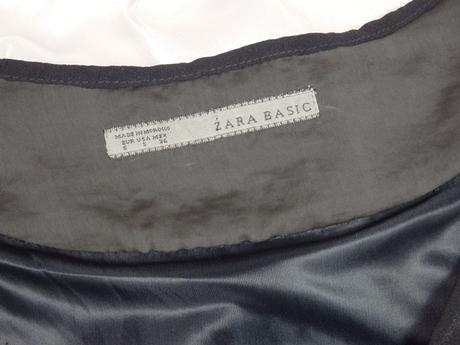 MADE IN MOROCCO
EUR USA MEX
S S 26
ZARA BASIC